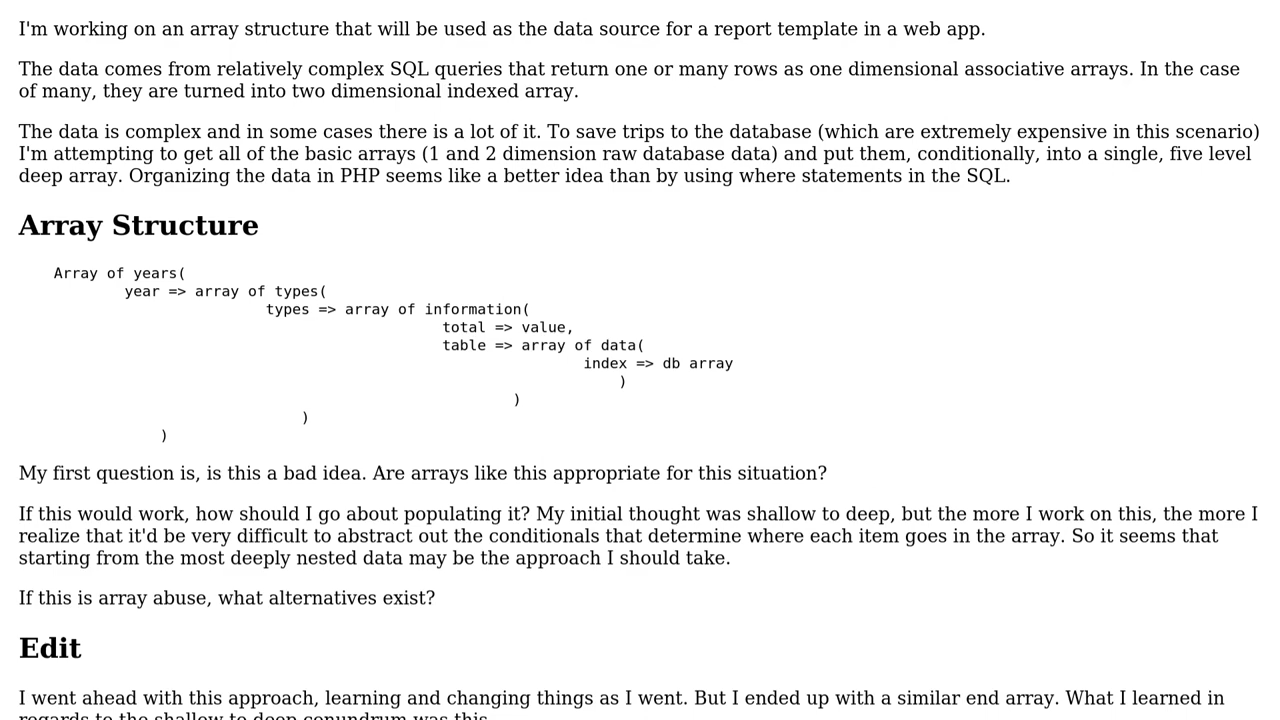 I'm working on an array structure that will be used as the data source for a report template in a web app.
The data comes from relatively complex SQL queries that return one or many rows as one dimensional associative arrays. In the case
of many, they are turned into two dimensional indexed array.
The data is complex and in some cases there is a lot of it. To save trips to the database (which are extremely expensive in this scenario)
I'm attempting to get all of the basic arrays (1 and 2 dimension raw database data) and put them, conditionally, into a single, five level
deep array. Organizing the data in PHP seems like a better idea than by using where statements in the SQL.
Array Structure
Array of years(
year => array of types(
types => array of information(
total => value,
table => array of data(
index => db array
)
)
)
)
My first question is, is this a bad idea. Are arrays like this appropriate for this situation?
If this would work, how should I go about populating it? My initial thought was shallow to deep, but the more I work on this, the more I
realize that it'd be very difficult to abstract out the conditionals that determine where each item goes in the array. So it seems that
starting from the most deeply nested data may be the approach I should take.
If this is array abuse, what alternatives exist?
Edit
I went ahead with this approach, learning and changing things as I went. But I ended up with a similar end array. What I learned in
regards to the shallow to deep conundrum was this